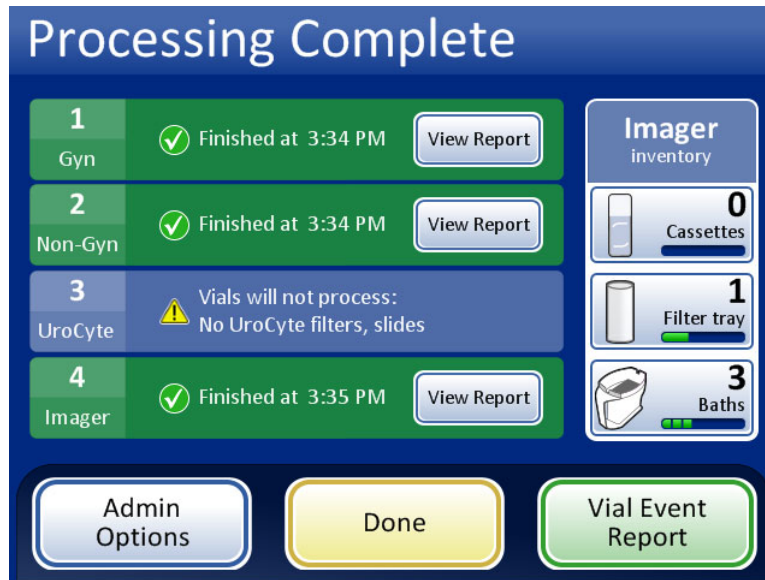 Processing Complete
1
Gyn
Finished at 3:34 PM
View Report
2
Non-Gyn
Finished at 3:34 PM
View Report
3
UroCyte
Vials will not process:
No UroCyte filters, slides
4
Imager
Finished at 3:35 PM
View Report
Imager
inventory
0
Cassettes
1
Filter tray
3
Baths
Admin
Options
Done
Vial Event
Report